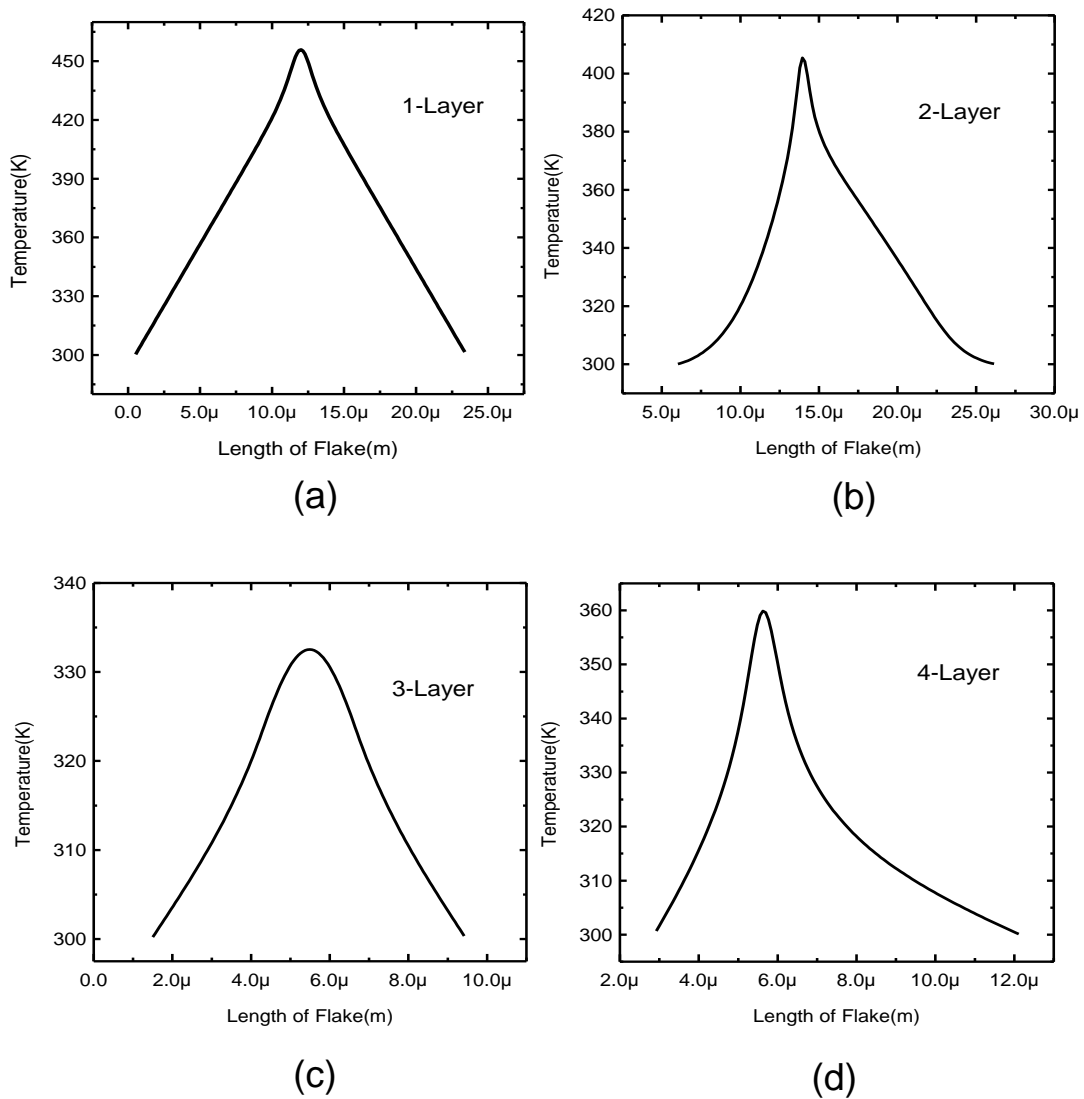 1-Layer
Temperature(K)
450
420
390
360
330
300
0.0 5.0µ 10.0µ 15.0µ 20.0µ 25.0µ
Length of Flake(m)
(a)
2-Layer
Temperature(K)
420
400
380
360
340
320
300
5.0µ 10.0µ 15.0µ 20.0µ 25.0µ 30.0µ
Length of Flake(m)
(b)
3-Layer
Temperature(K)
340
330
320
310
300
0.0 2.0µ 4.0µ 6.0µ 8.0µ 10.0µ
Length of Flake(m)
(c)
4-Layer
Temperature(K)
360
350
340
330
320
310
300
2.0µ 4.0µ 6.0µ 8.0µ 10.0µ 12.0µ
Length of Flake(m)
(d)